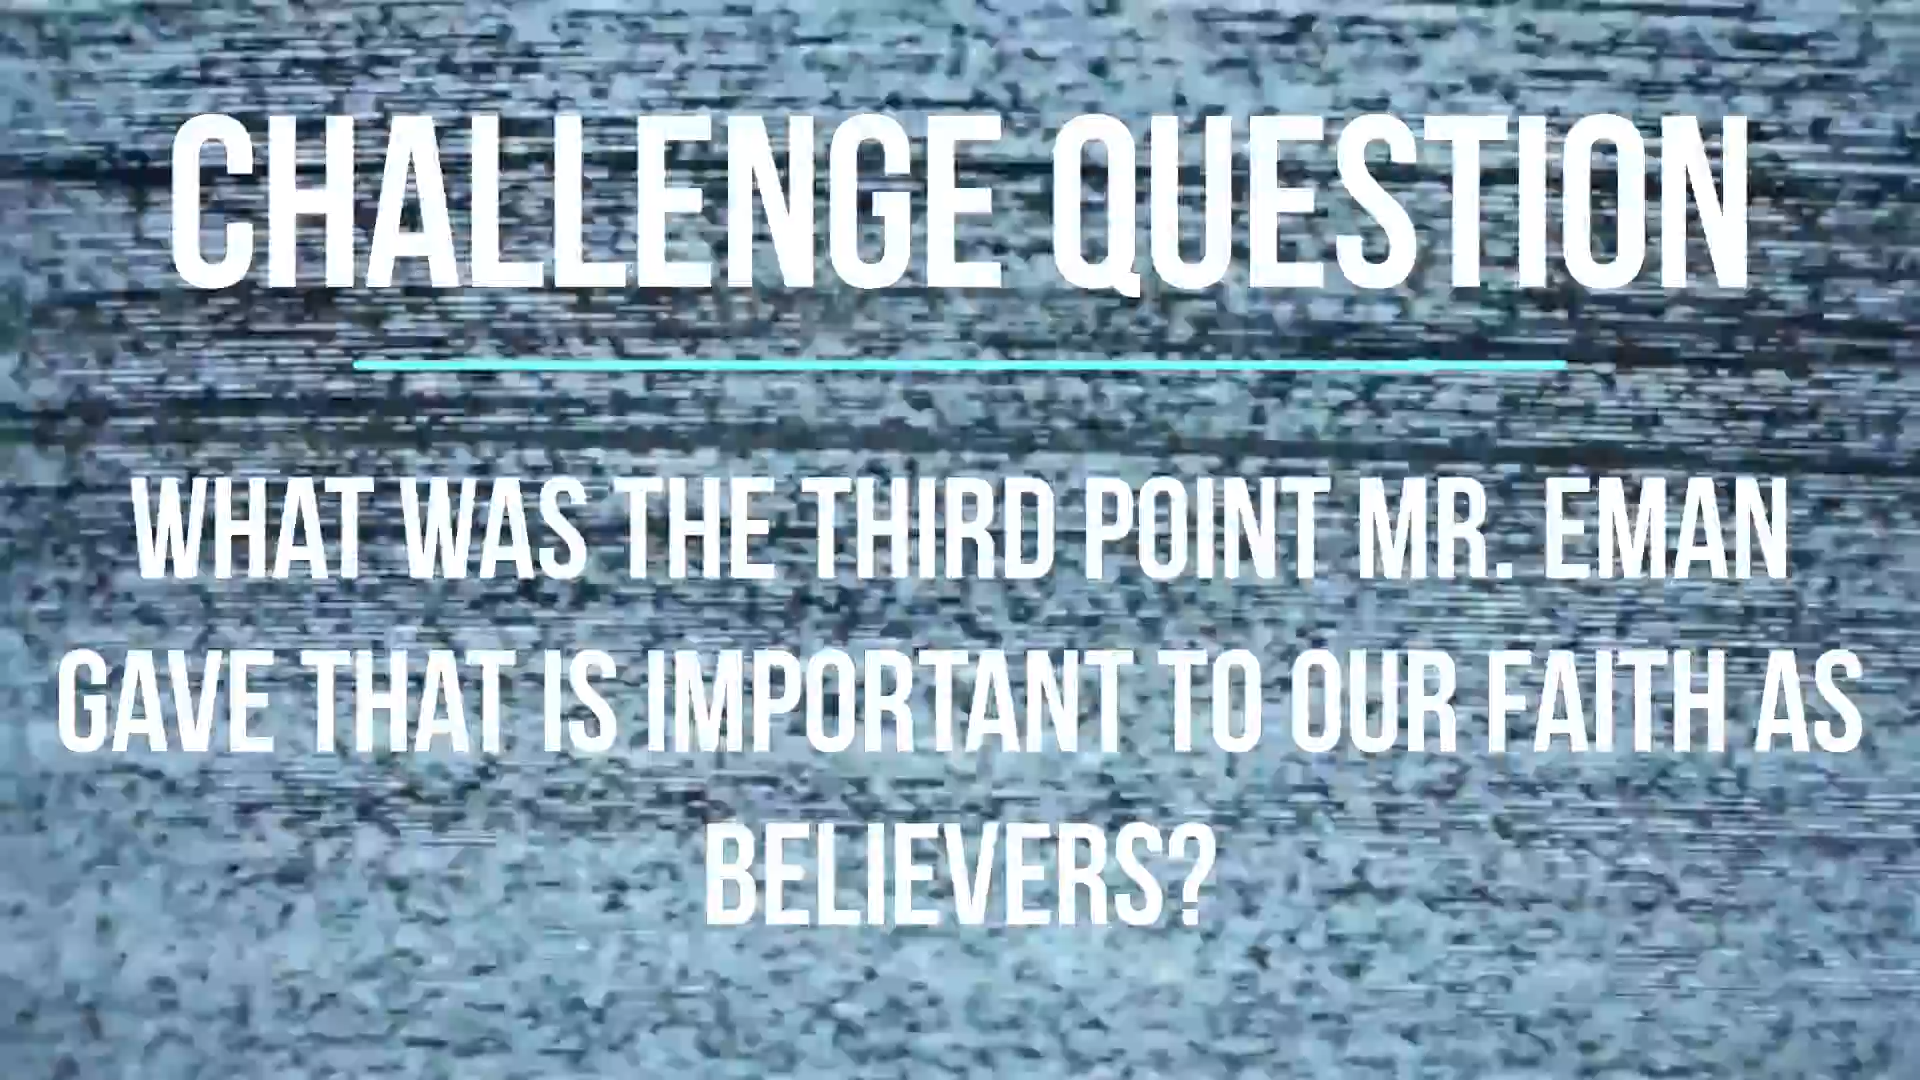 CHALLENGE QUESTION
WHAT WAS THE THIRD POINT MR. EMAN
GAVE THAT IS IMPORTANT TO OUR FAITH AS
BELIEVERS?